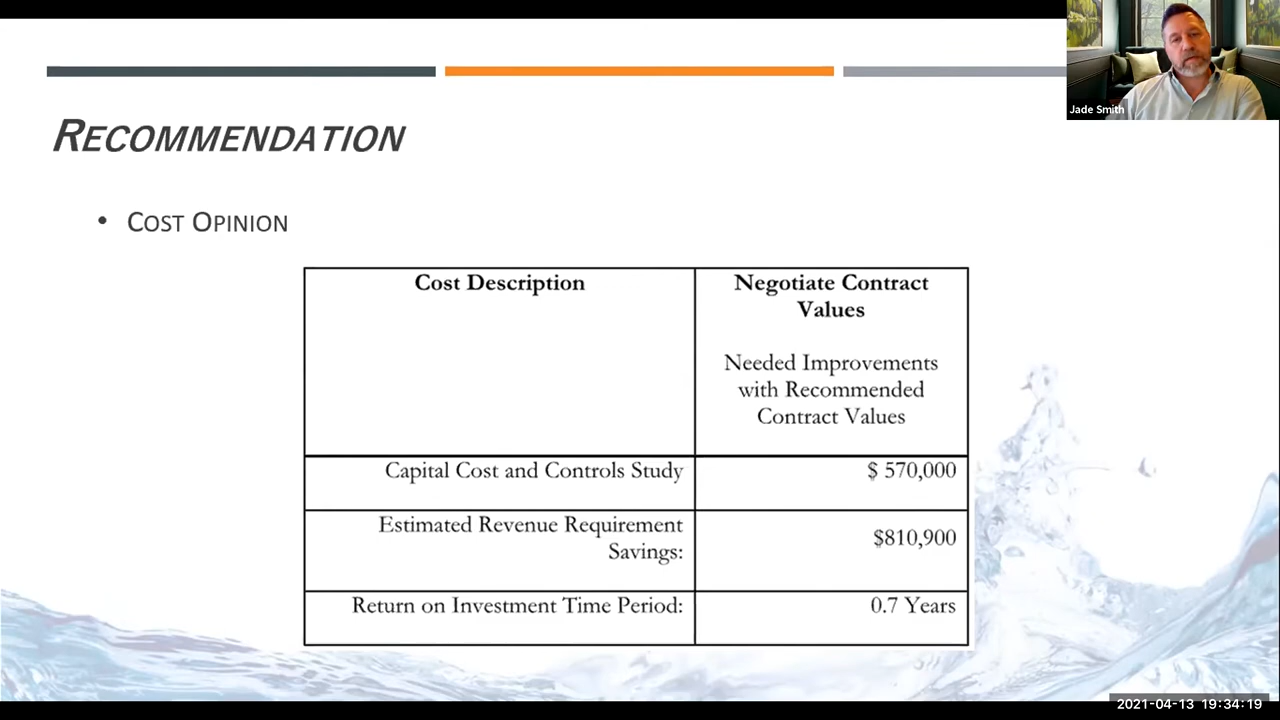 Jade Smith
RECOMMENDATION
• COST OPINION
Cost Description
Negotiate Contract
Values
Needed Improvements
with Recommended
Contract Values
Capital Cost and Controls Study
$ 570,000
Estimated Revenue Requirement
Savings:
$810,900
Return on Investment Time Period:
0.7 Years
2021-04-13 19:34:19